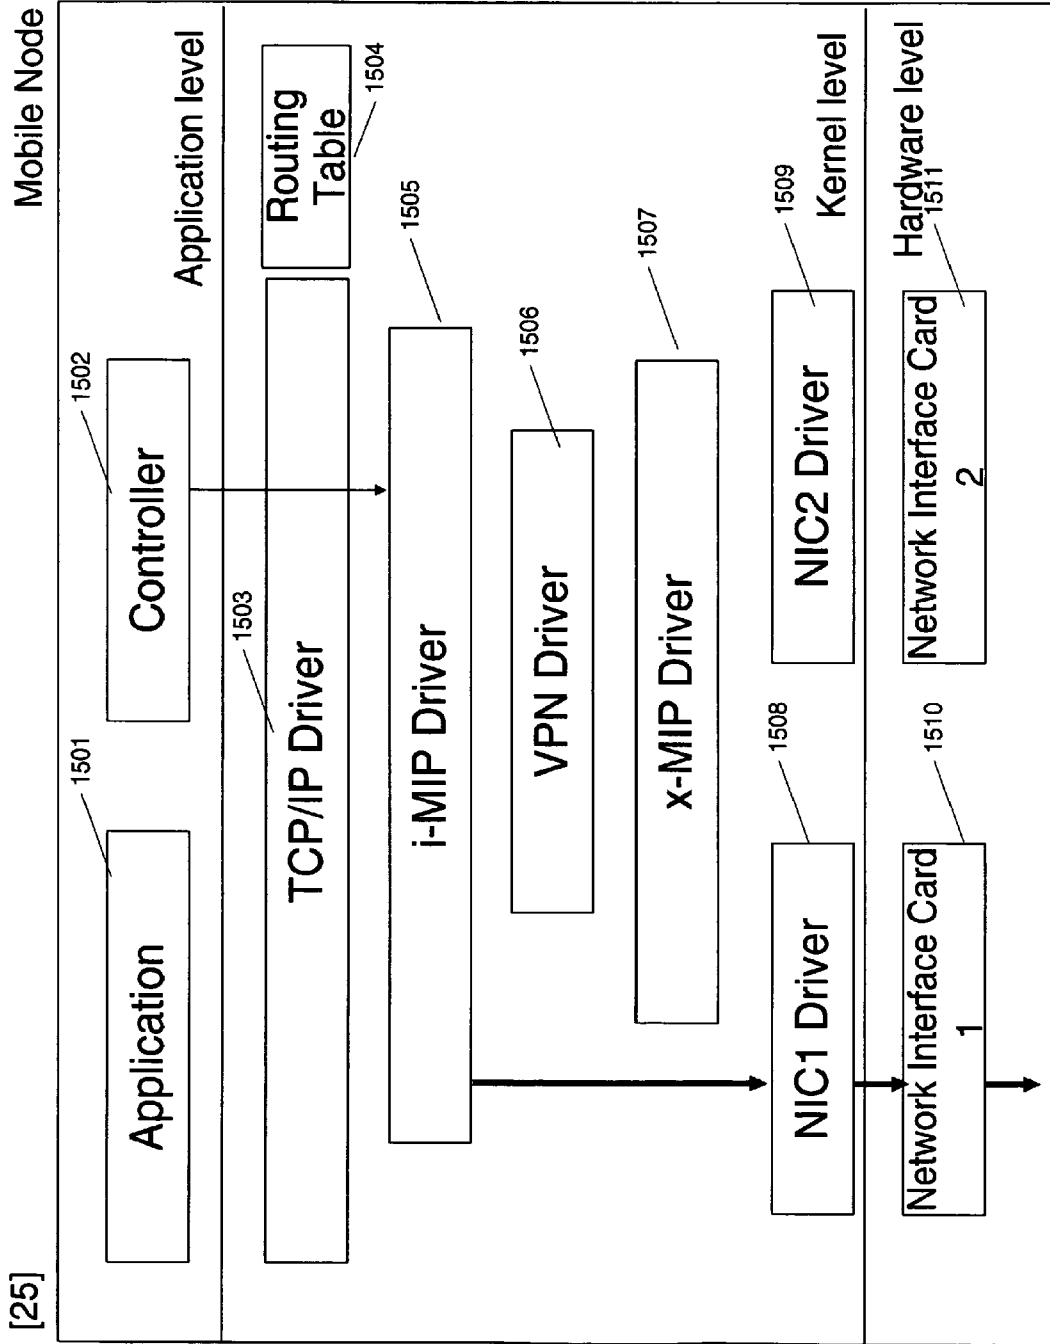 [25]
Mobile Node
Application level
1501
Application
1502
Controller
1503
TCP/IP Driver
Routing
Table
1504
1505
i-MIP Driver
1506
VPN Driver
1507
x-MIP Driver
1508
NIC1 Driver
1509
NIC2 Driver
Kernel level
Hardware level
1510
Network Interface Card
1
1511
Network Interface Card
2